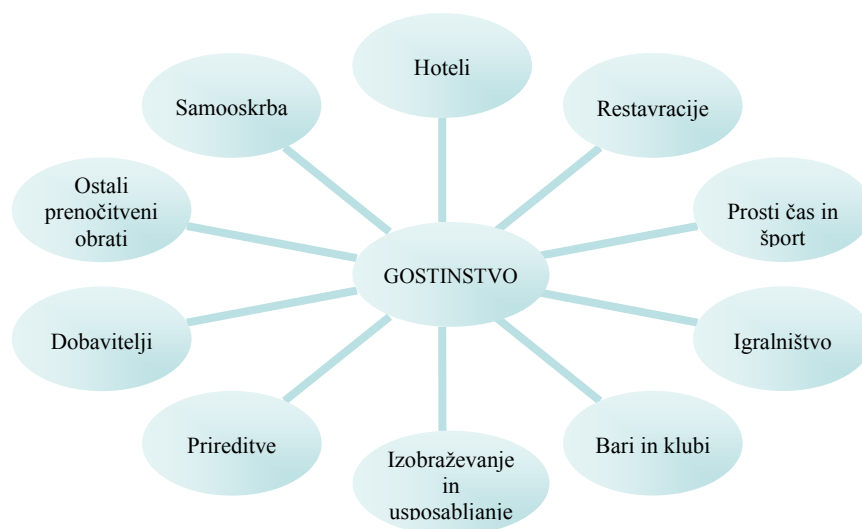 Hoteli
Restavracije
Prosti čas in
šport
Igralništvo
Bari in klubi
Izobraževanje
in
usposabljanje
Prireditve
Dobavitelji
Ostali
prenočitveni
obrati
Samooskrba
GOSTINSTVO